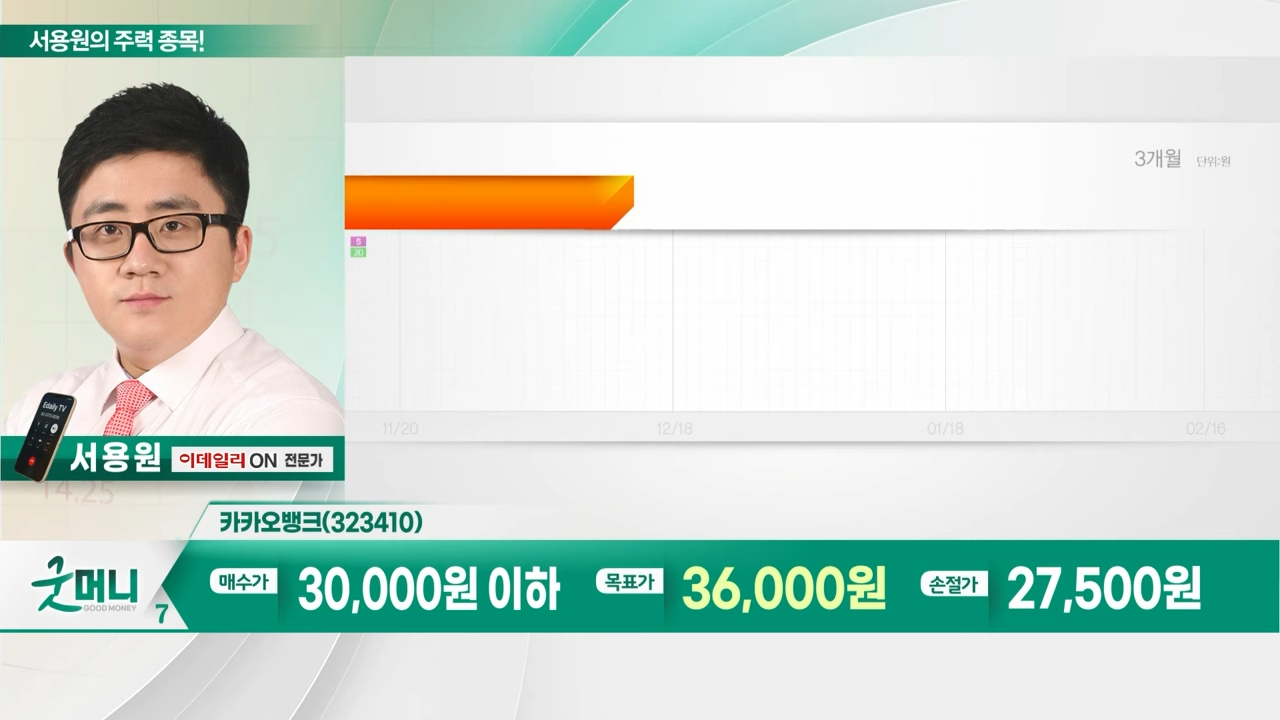 서용원의 주력 종목!
3개월 단위:원
5
20
11/20 12/18 01/18 02/16
Edaily TV
서용원 이데일리 ON 전문가
14.25
카카오뱅크(323410)
굿머니 GOOD MONEY 7
매수가 30,000원 이하 목표가 36,000원 손절가 27,500원